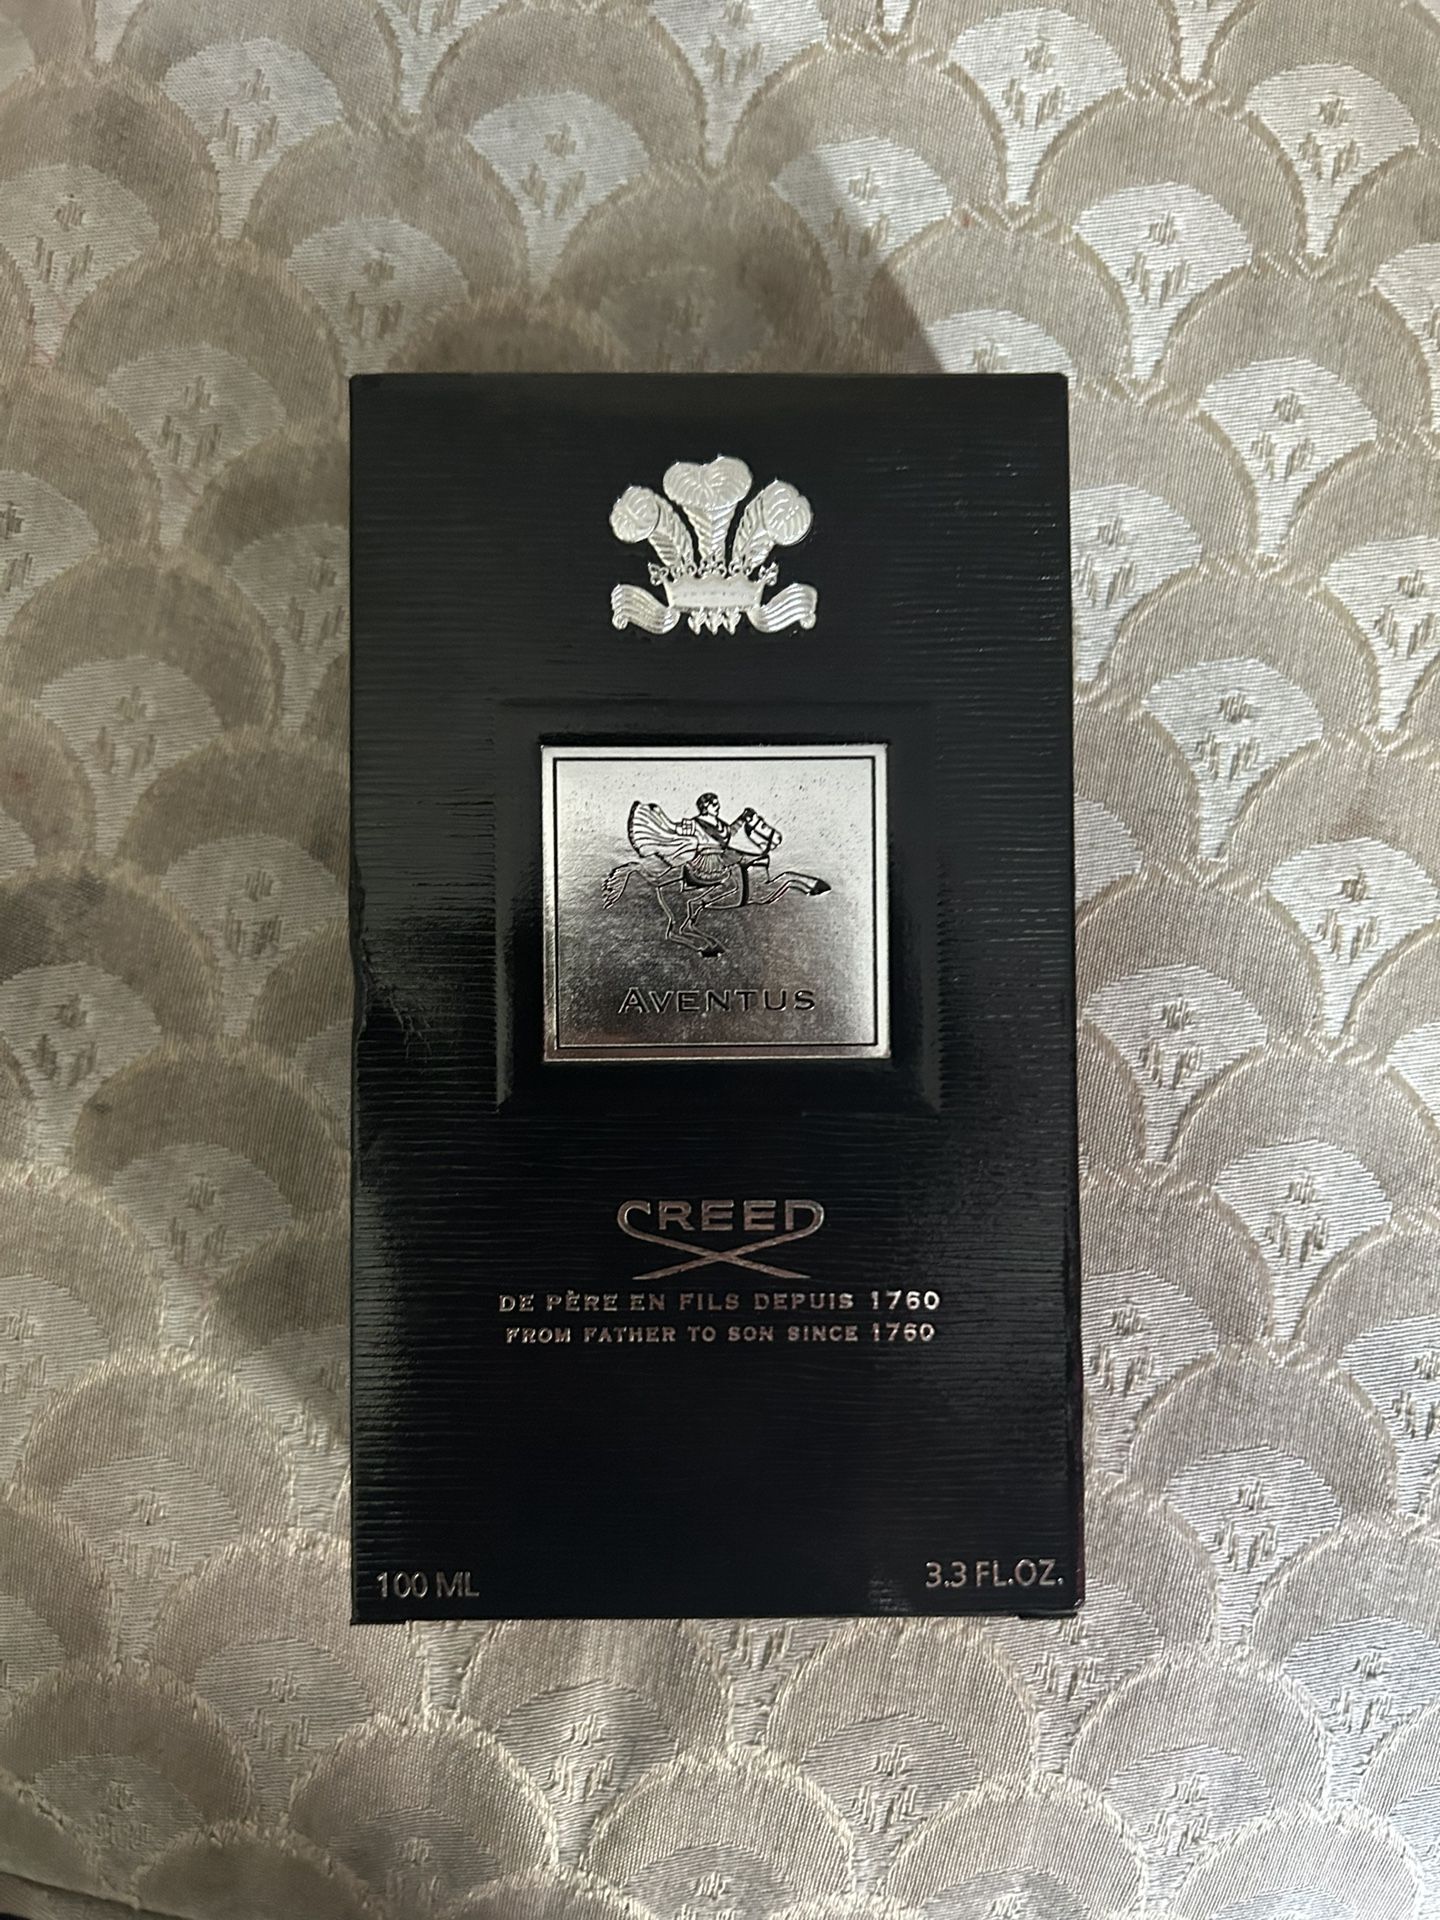 AVENTUS
CREED
DE PÈRE EN FILS DEPUIS 1760
FROM FATHER TO SON SINCE 1760
100 ML
3.3 FL.OZ.